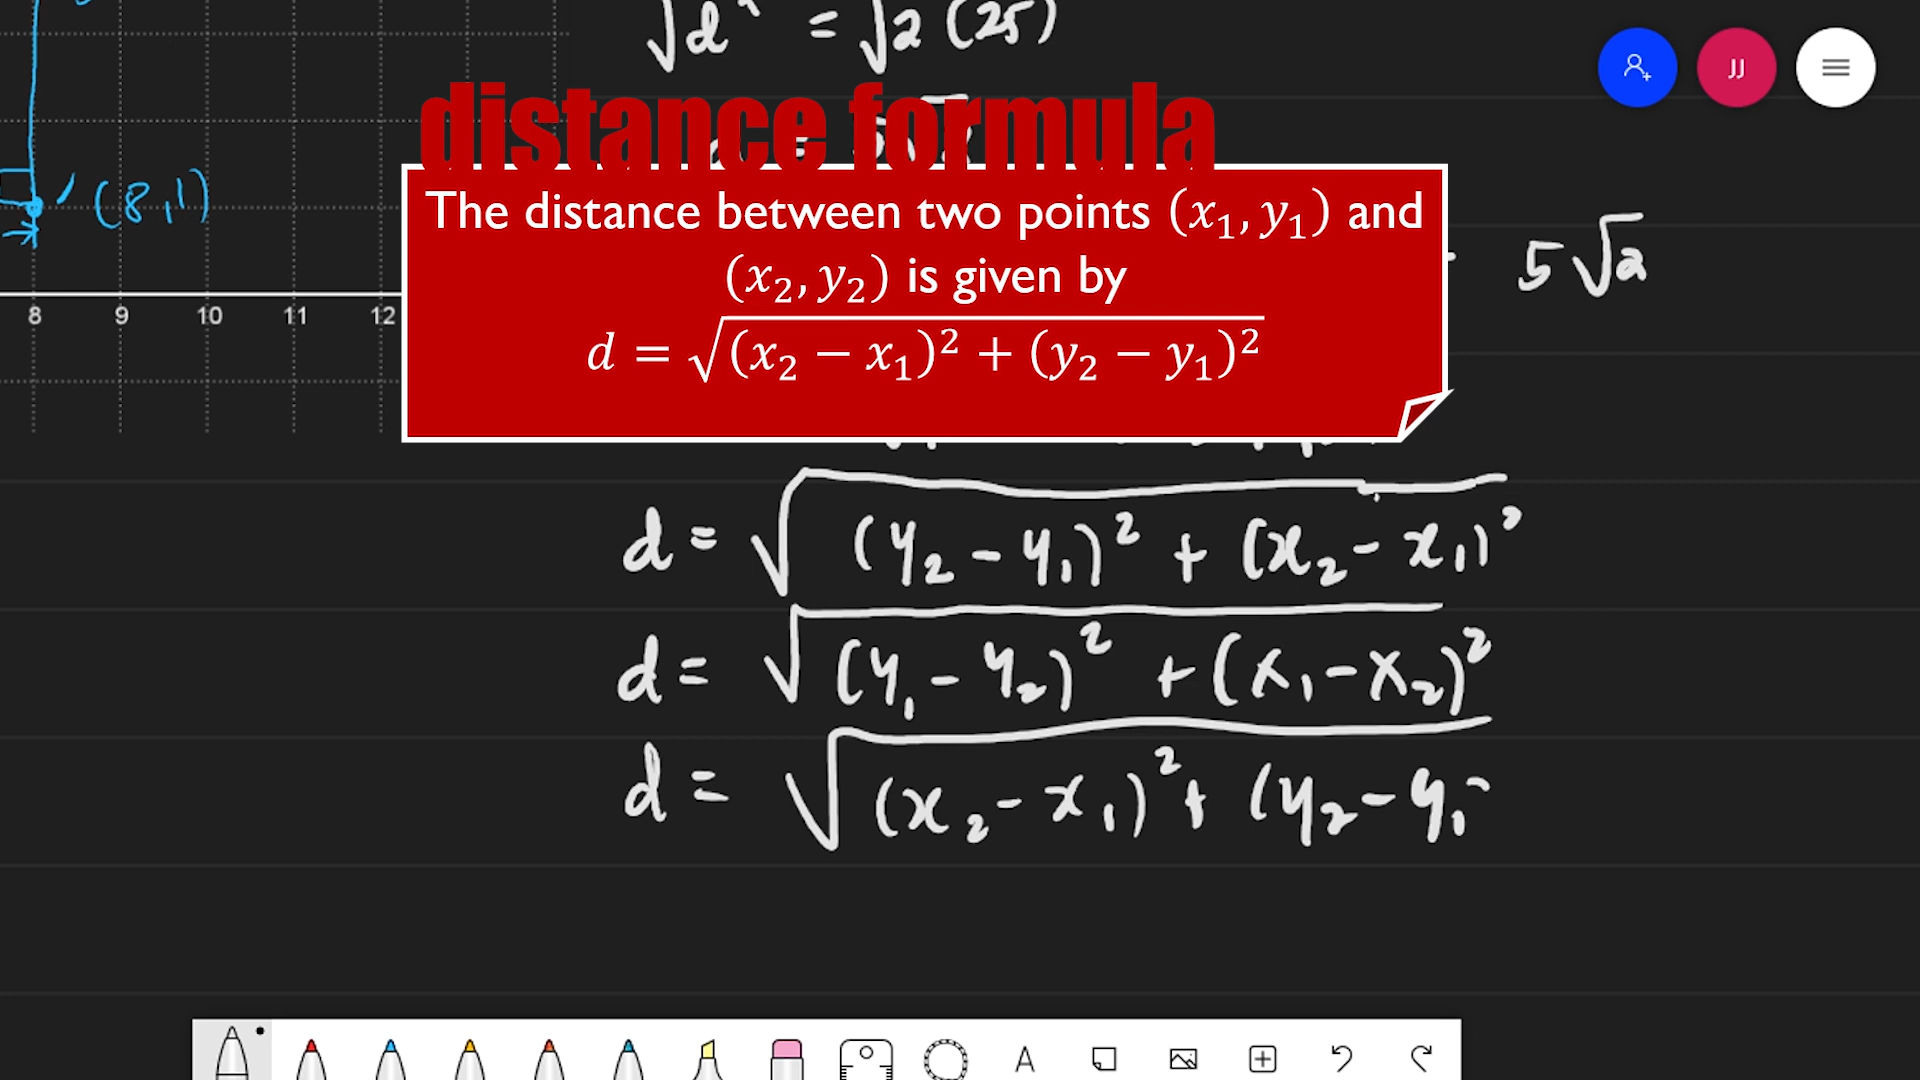 √d = √2 (25)
distance formula
(8,1)
The distance between two points (x₁, y₁) and
(x₂, y₂) is given by
d = √(x₂ − x₁)² + (y₂ − y₁)²
5√2
8 9 10 11 12
d = √(y₂ - y₁)² + (x₂ - x₁)²
d = √(y₁ - y₂)² + (x₁ - x₂)²
d = √(x₂ - x₁)² + (y₂ - y₁
JJ
A